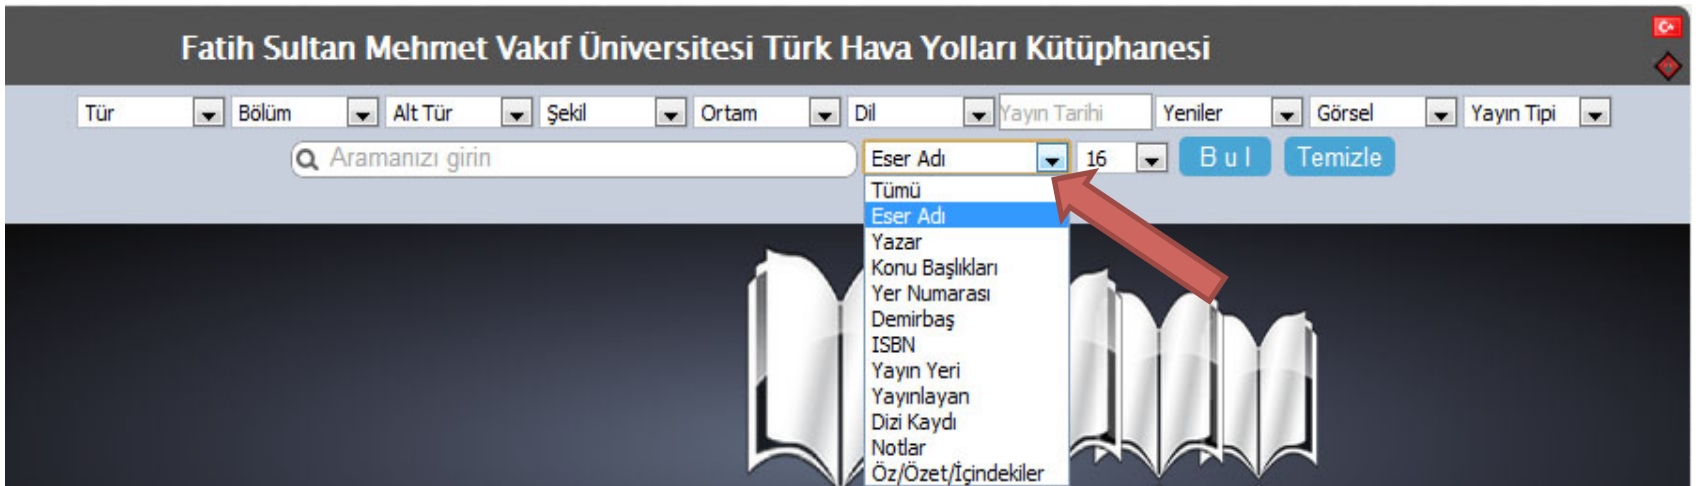 Fatih Sultan Mehmet Vakıf Üniversitesi Türk Hava Yolları Kütüphanesi
Tür Bölüm Alt Tür Şekil Ortam Dil Yayın Tarihi Yeniler Görsel Yayın Tipi
Aramanızı girin Eser Adı 16 Bul Temizle
Tümü
Eser Adı
Yazar
Konu Başlıkları
Yer Numarası
Demirbaş
ISBN
Yayın Yeri
Yayınlayan
Dizi Kaydı
Notlar
Öz/Özet/İçindekiler